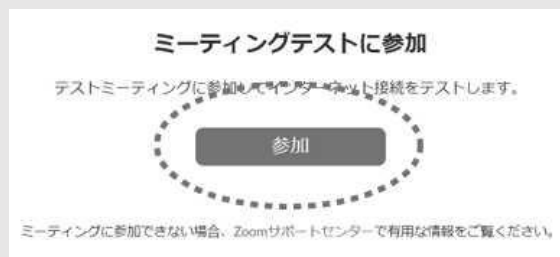 ミーティングテストに参加
テストミーティングに参加してインターネット接続をテストします。
参加
ミーティングに参加できない場合、Zoomサポートセンターで有用な情報をご覧ください。